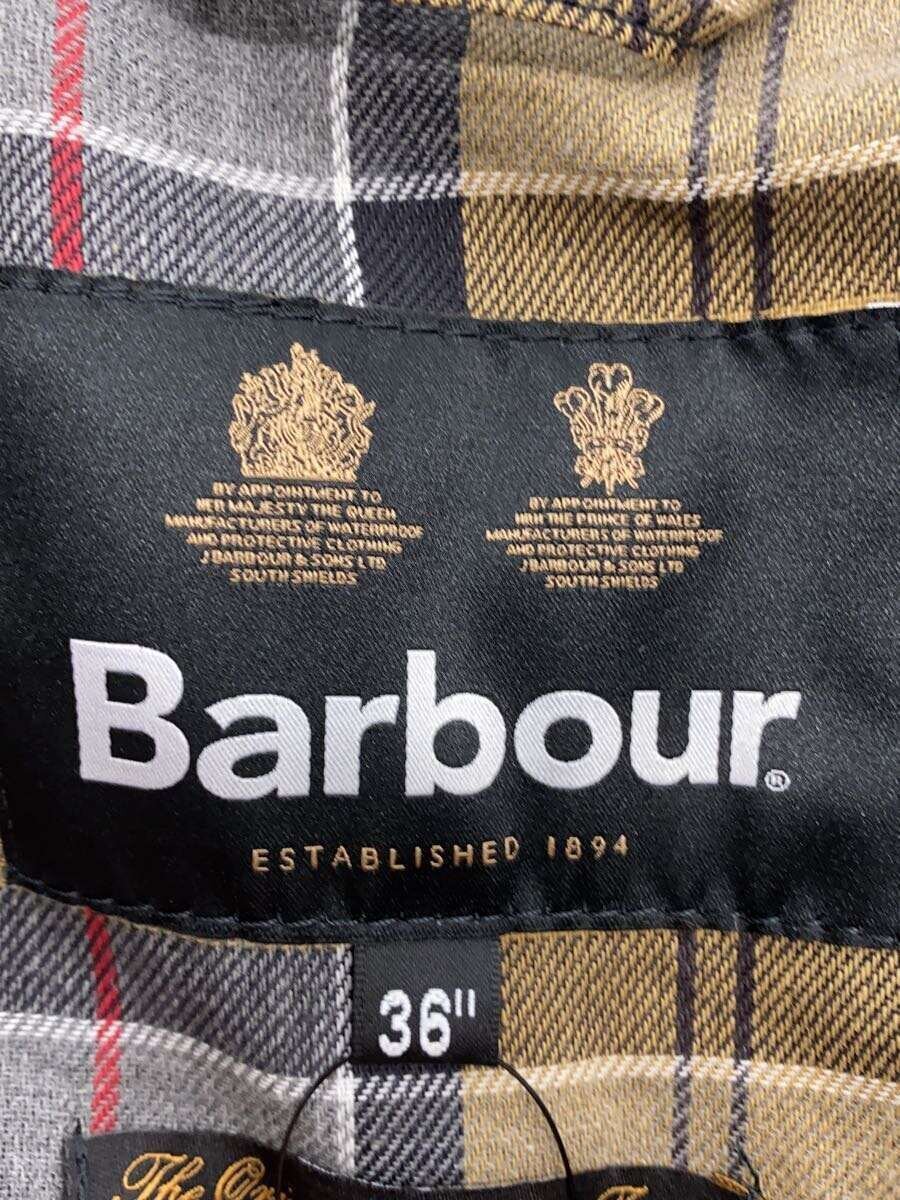 BY APPOINTMENT TO
HER MAJESTY THE QUEEN
MANUFACTURERS OF WATERPROOF
AND PROTECTIVE CLOTHING
J BARBOUR & SONS LTD
SOUTH SHIELDS
BY APPOINTMENT TO
HRH THE PRINCE OF WALES
MANUFACTURERS OF WATERPROOF
AND PROTECTIVE CLOTHING
J BARBOUR & SONS LTD
SOUTH SHIELDS
Barbour®
ESTABLISHED 1894
36"
The